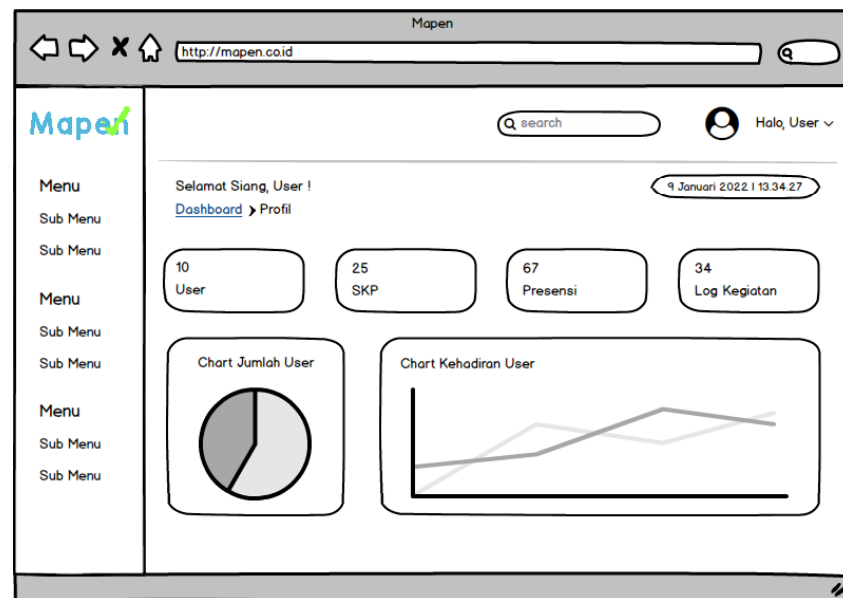 Mapen
http://mapen.co.id
Mapen
search
Halo, User
Menu
Sub Menu
Sub Menu
Menu
Sub Menu
Sub Menu
Menu
Sub Menu
Sub Menu
Selamat Siang, User !
9 Januari 2022 | 13.34.27
Dashboard > Profil
10
User
25
SKP
67
Presensi
34
Log Kegiatan
Chart Jumlah User
Chart Kehadiran User